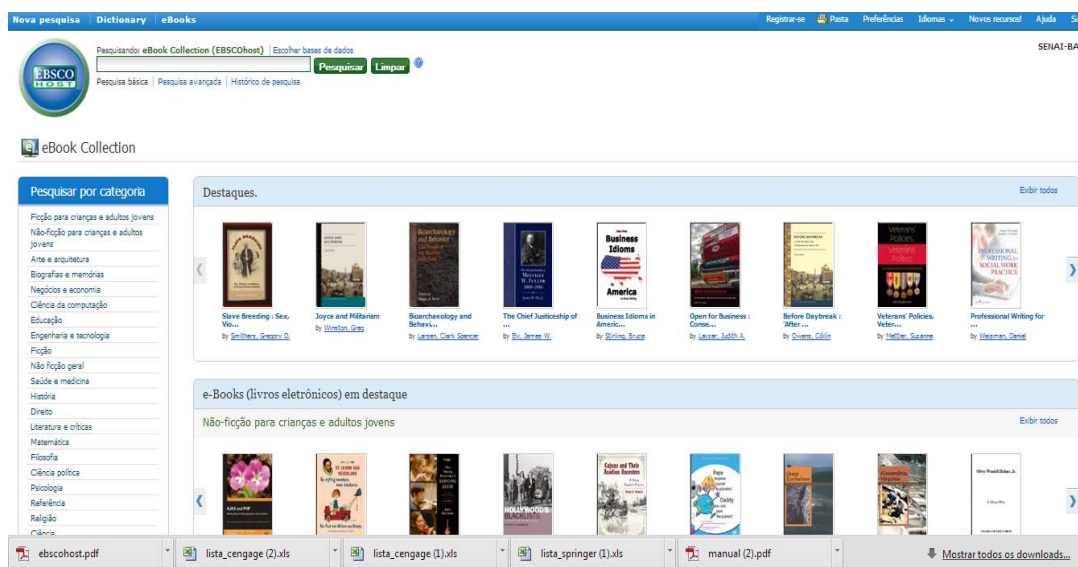 Nova pesquisa Dictionary eBooks Registrar-se Pasta Preferências Idiomas Novos recursos! Ajuda
SENAI-BA
EBSCO
HOST
Pesquisando: eBook Collection (EBSCOhost) Escolher bases de dados
Pesquisar Limpar
Pesquisa básica Pesquisa avançada Histórico de pesquisa
eBook Collection
Pesquisar por categoria
Ficção para crianças e adultos jovens
Não-ficção para crianças e adultos
jovens
Arte e arquitetura
Biografias e memórias
Negócios e economia
Ciência da computação
Educação
Engenharia e tecnologia
Ficção
Não ficção geral
Saúde e medicina
História
Direito
Literatura e críticas
Matemática
Filosofia
Ciência política
Psicologia
Referência
Religião
Ciência
Destaques. Exibir todos
Business
Idioms
America
Slave Breeding : Sex,
Vio...
by Smithers, Gregory D.
Joyce and Militarism
by Winston, Greg
Bioarchaeology and
Behavi...
by Larsen, Clark Spencer
The Chief Justiceship of
...
by Ely, James W.
Business Idioms in
Americ...
by Stirling, Bruce
Open for Business :
Conse...
by Layzer, Judith A.
Before Daybreak :
'After ...
by Owens, Cóilín
Veterans' Policies,
Veter...
by Mettler, Suzanne
Professional Writing for
...
by Weisman, Daniel
e-Books (livros eletrônicos) em destaque
Não-ficção para crianças e adultos jovens Exibir todos
HOLLYWOOD'S
BLACKLISTS
ebscohost.pdf
lista_cengage (2).xls
lista_cengage (1).xls
lista_springer (1).xls
manual (2).pdf
Mostrar todos os downloads...